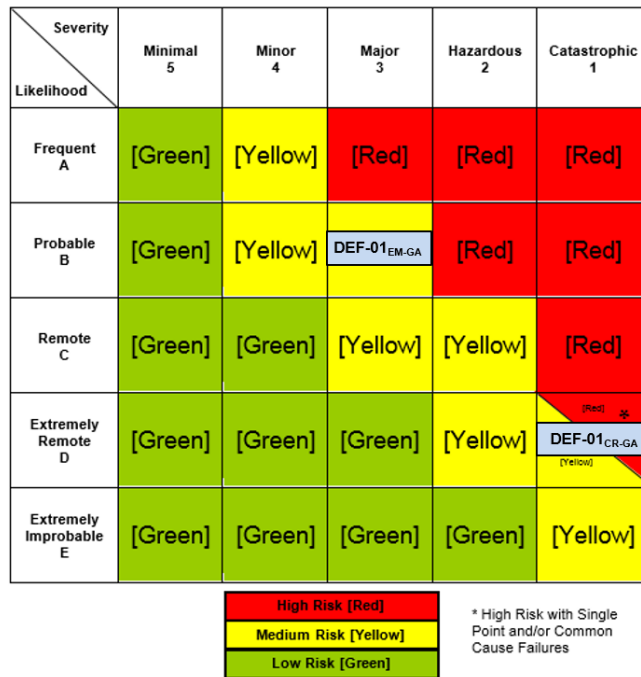 Severity
Likelihood
Minimal
5
Minor
4
Major
3
Hazardous
2
Catastrophic
1
Frequent
A
[Green]
[Yellow]
[Red]
[Red]
[Red]
Probable
B
[Green]
[Yellow]
DEF-01EM-GA
[Red]
[Red]
Remote
C
[Green]
[Green]
[Yellow]
[Yellow]
[Red]
Extremely
Remote
D
[Green]
[Green]
[Green]
[Yellow]
[Red] *
DEF-01CR-GA
[Yellow]
Extremely
Improbable
E
[Green]
[Green]
[Green]
[Green]
[Yellow]
High Risk [Red]
Medium Risk [Yellow]
Low Risk [Green]
* High Risk with Single
Point and/or Common
Cause Failures